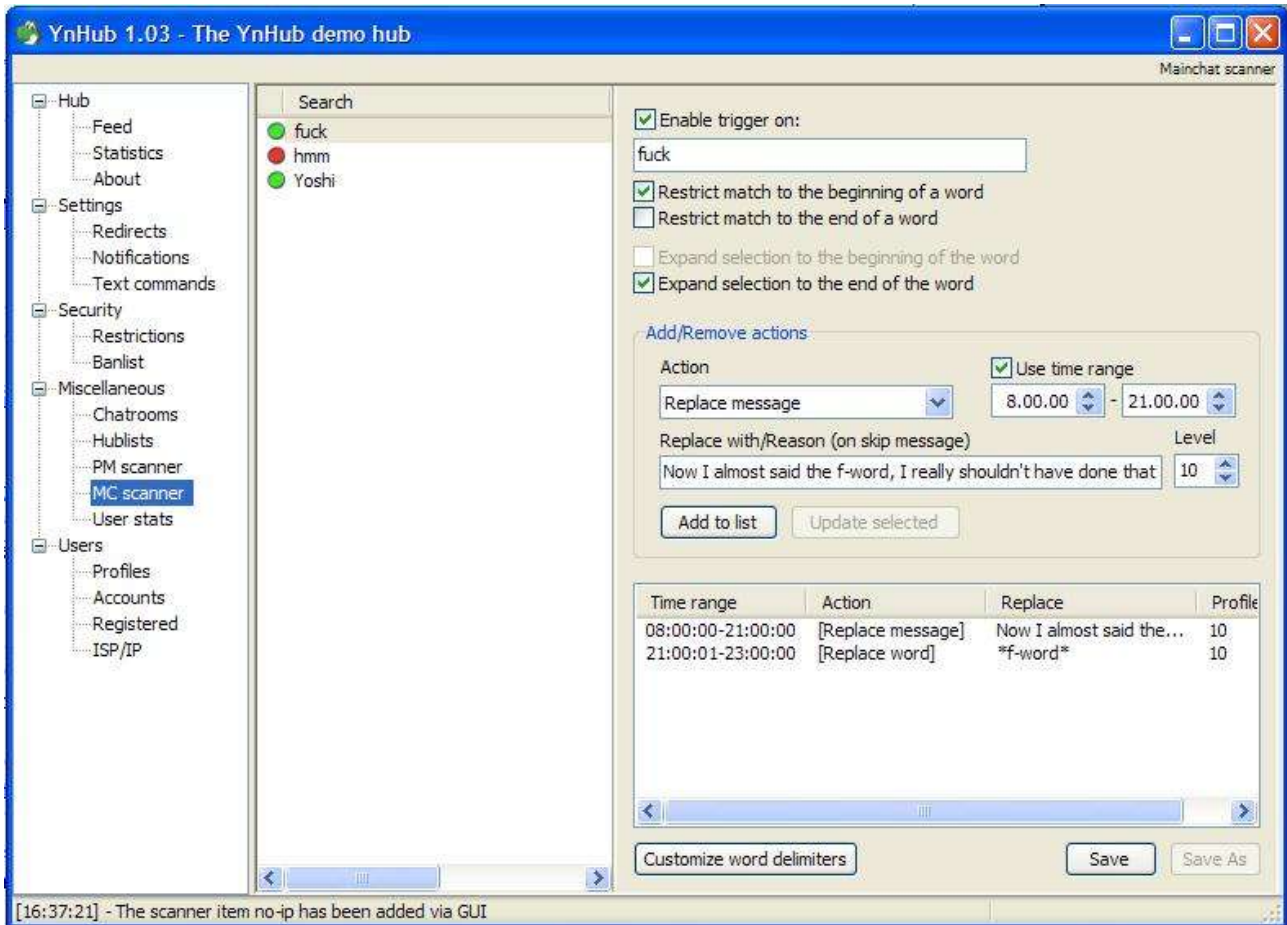 YnHub 1.03 - The YnHub demo hub
Mainchat scanner
Hub
Feed
Statistics
About
Settings
Redirects
Notifications
Text commands
Security
Restrictions
Banlist
Miscellaneous
Chatrooms
Hublists
PM scanner
MC scanner
User stats
Users
Profiles
Accounts
Registered
ISP/IP
Search
fuck
hmm
Yoshi
Enable trigger on:
fuck
Restrict match to the beginning of a word
Restrict match to the end of a word
Expand selection to the beginning of the word
Expand selection to the end of the word
Add/Remove actions
Action
Use time range
Replace message
8.00.00 - 21.00.00
Replace with/Reason (on skip message) Level
Now I almost said the f-word, I really shouldn't have done that 10
Add to list Update selected
Time range Action Replace Profile
08:00:00-21:00:00 [Replace message] Now I almost said the... 10
21:00:01-23:00:00 [Replace word] *f-word* 10
Customize word delimiters Save Save As
[16:37:21] - The scanner item no-ip has been added via GUI